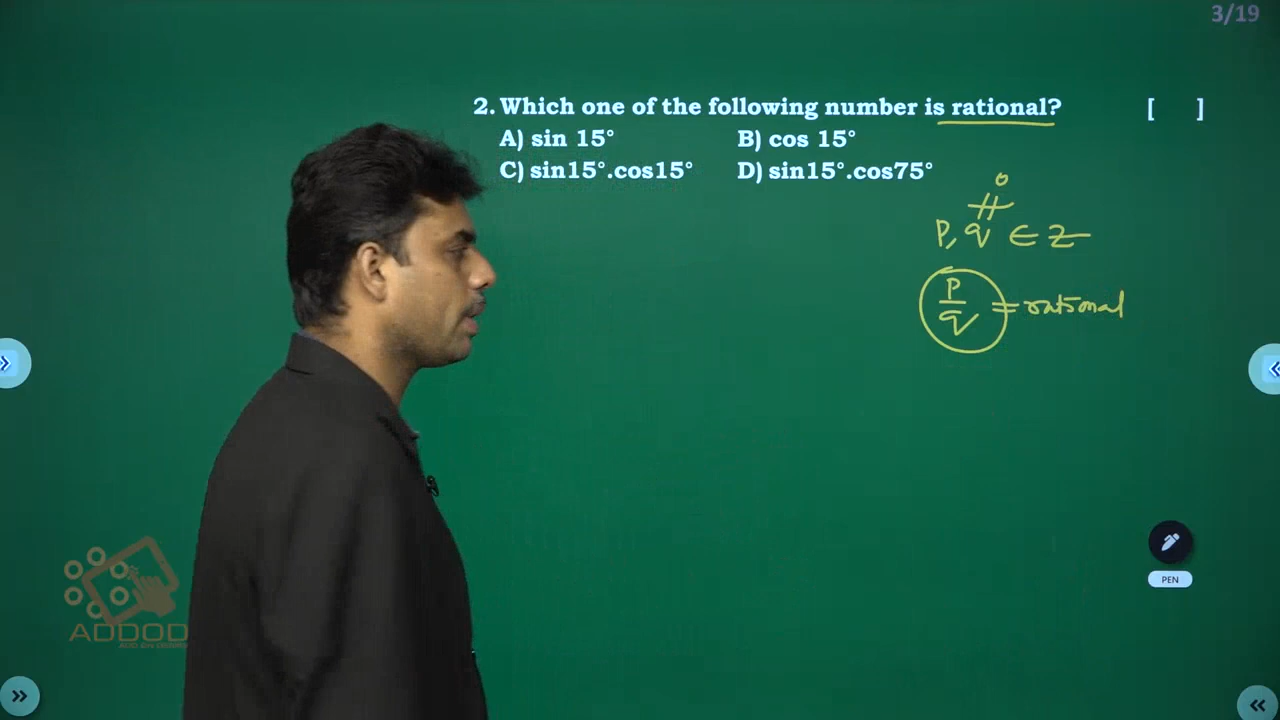 3/19
2. Which one of the following number is rational? [ ]
A) sin 15° B) cos 15°
C) sin15°.cos15° D) sin15°.cos75°
0
≠
P, q ∈ Z
P/q = rational
PEN
ADDOD